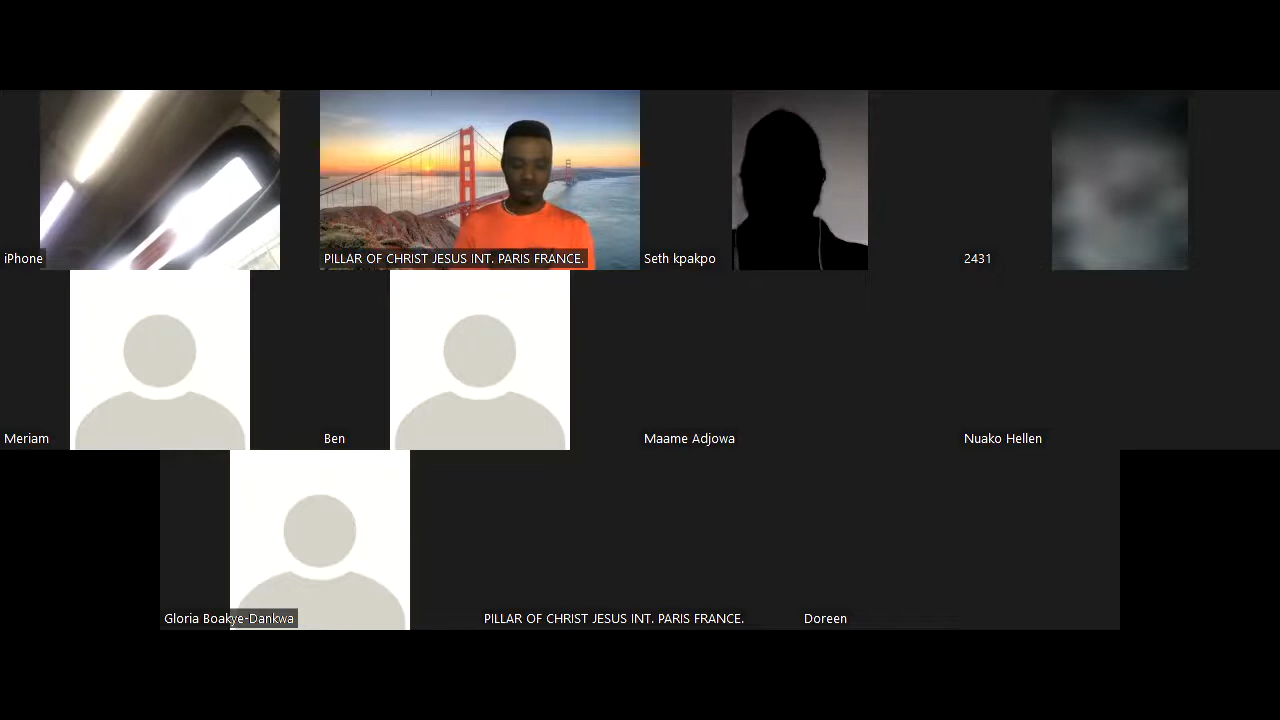 iPhone
PILLAR OF CHRIST JESUS INT. PARIS FRANCE.
Seth kpakpo
2431
Meriam
Ben
Maame Adjowa
Nuako Hellen
Gloria Boakye-Dankwa
PILLAR OF CHRIST JESUS INT. PARIS FRANCE.
Doreen